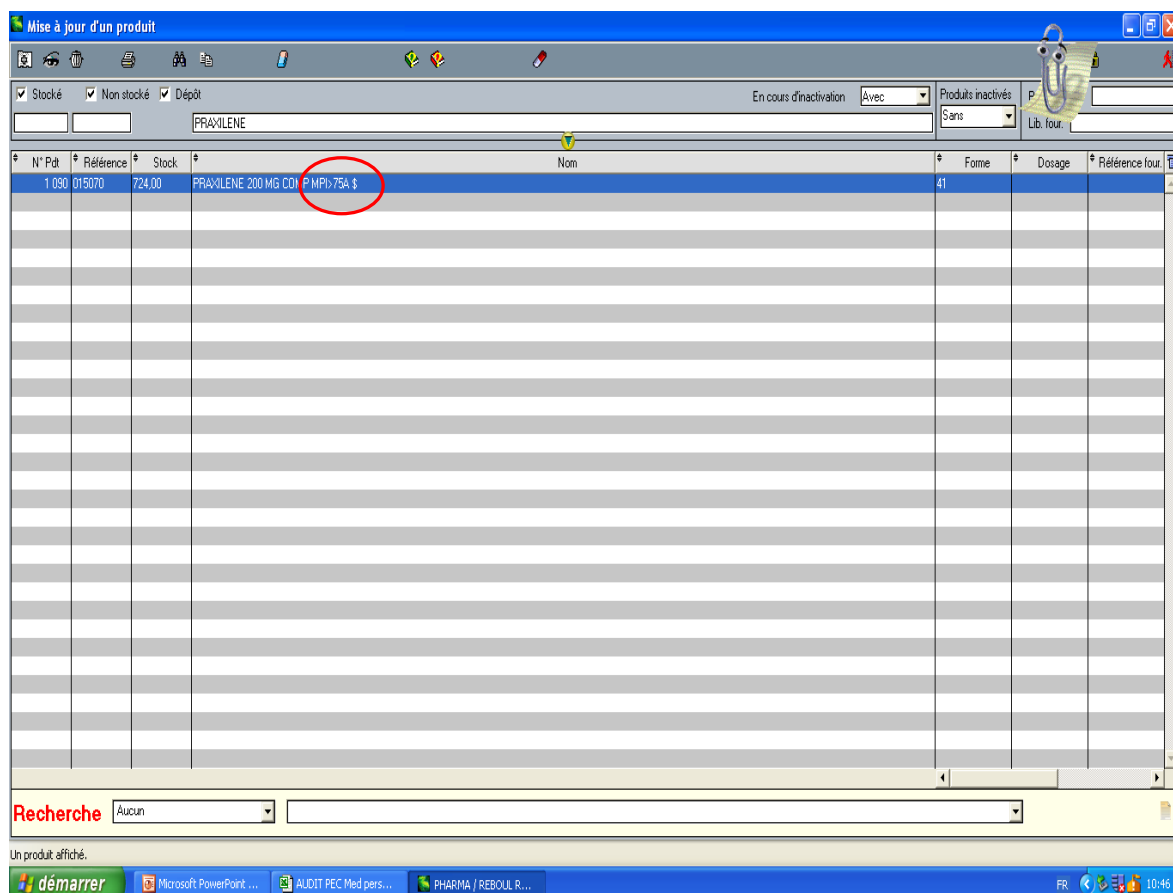 Mise à jour d'un produit
Stocké Non stocké Dépôt En cours d'inactivation Avec Produits inactivés
PRAXILENE Sans Lib. four.
N° Pdt Référence Stock Nom Forme Dosage Référence four.
1 090 015070 724,00 PRAXILENE 200 MG COMP MPI>75A $ 41
Recherche Aucun
Un produit affiché.
démarrer Microsoft PowerPoint ... AUDIT PEC Med pers... PHARMA / REBOUL R... FR 10:46